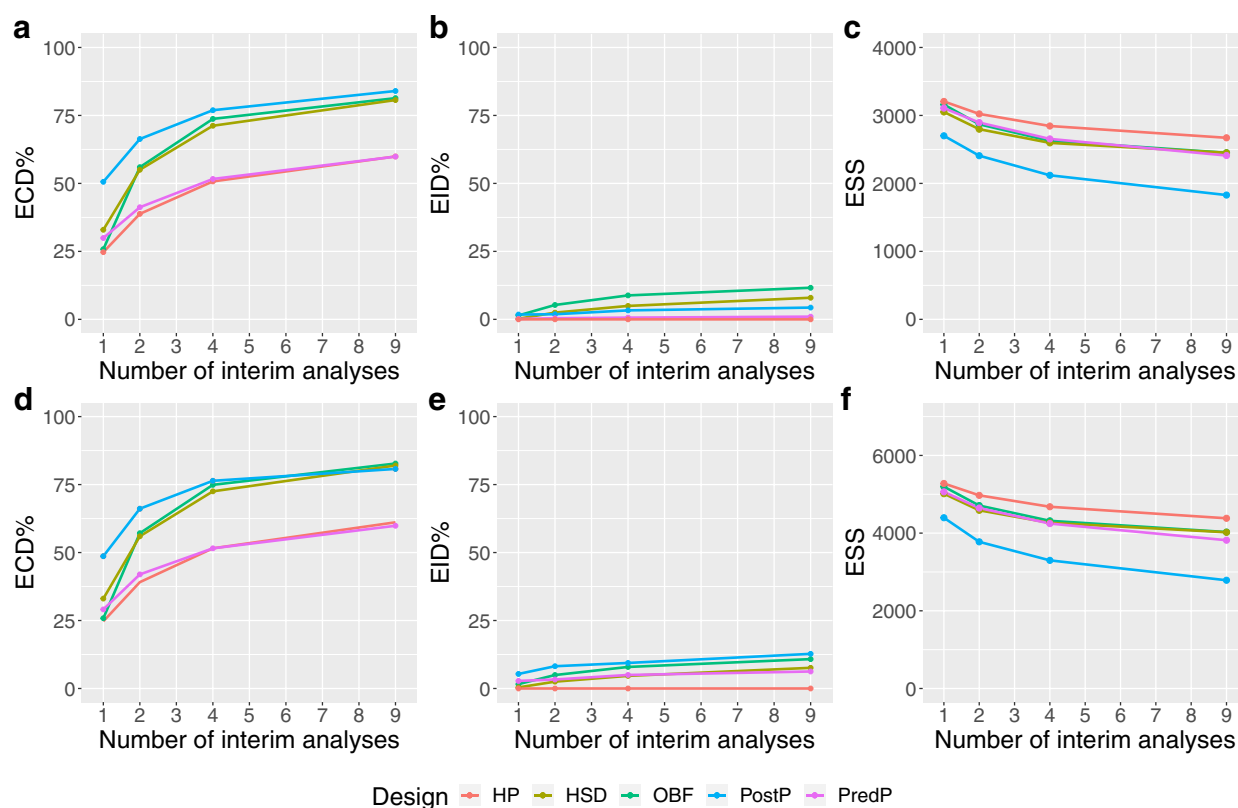 a b c
100 100 4000
75 75 3000
ECD% EID% ESS
50 50 2000
25 25 1000
0 0 0
1 2 3 4 5 6 7 8 9 1 2 3 4 5 6 7 8 9 1 2 3 4 5 6 7 8 9
Number of interim analyses Number of interim analyses Number of interim analyses
d e f
100 100
75 75 6000
ECD% EID% ESS
50 50 4000
25 25 2000
0 0 0
1 2 3 4 5 6 7 8 9 1 2 3 4 5 6 7 8 9 1 2 3 4 5 6 7 8 9
Number of interim analyses Number of interim analyses Number of interim analyses
Design HP HSD OBF PostP PredP